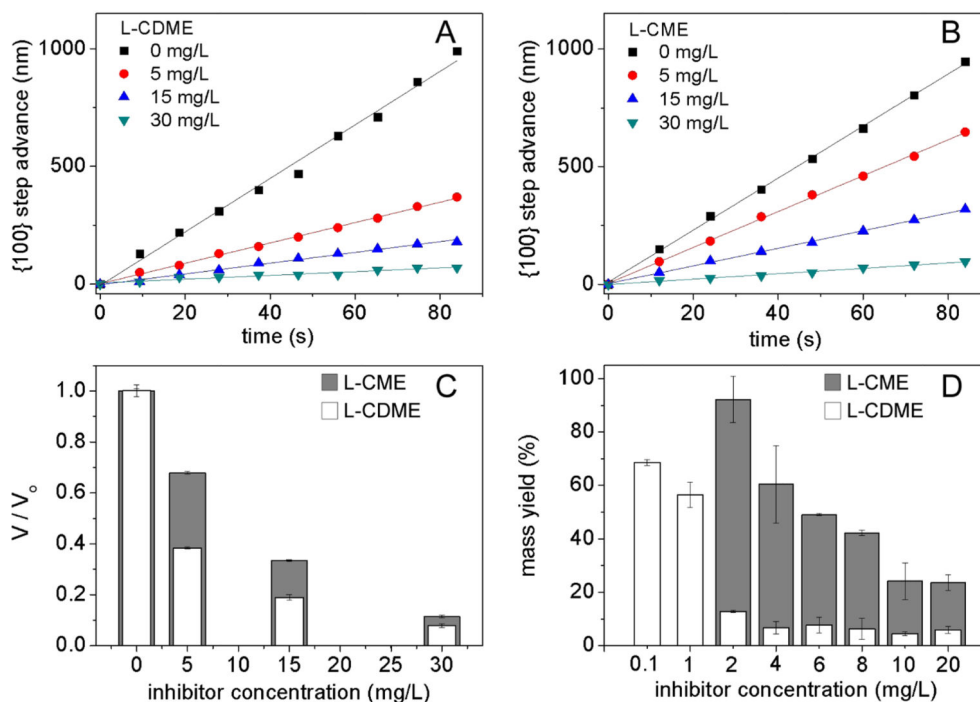 L-CDME
A
0 mg/L
5 mg/L
15 mg/L
30 mg/L
1000
500
0
0 20 40 60 80
{100} step advance (nm)
time (s)
L-CME
B
0 mg/L
5 mg/L
15 mg/L
30 mg/L
1000
500
0
0 20 40 60 80
{100} step advance (nm)
time (s)
C
L-CME
L-CDME
1.0
0.8
0.6
0.4
0.2
0.0
0 5 10 15 20 25 30
V / Vo
inhibitor concentration (mg/L)
D
L-CME
L-CDME
100
80
60
40
20
0
0.1 1 2 4 6 8 10 20
mass yield (%)
inhibitor concentration (mg/L)